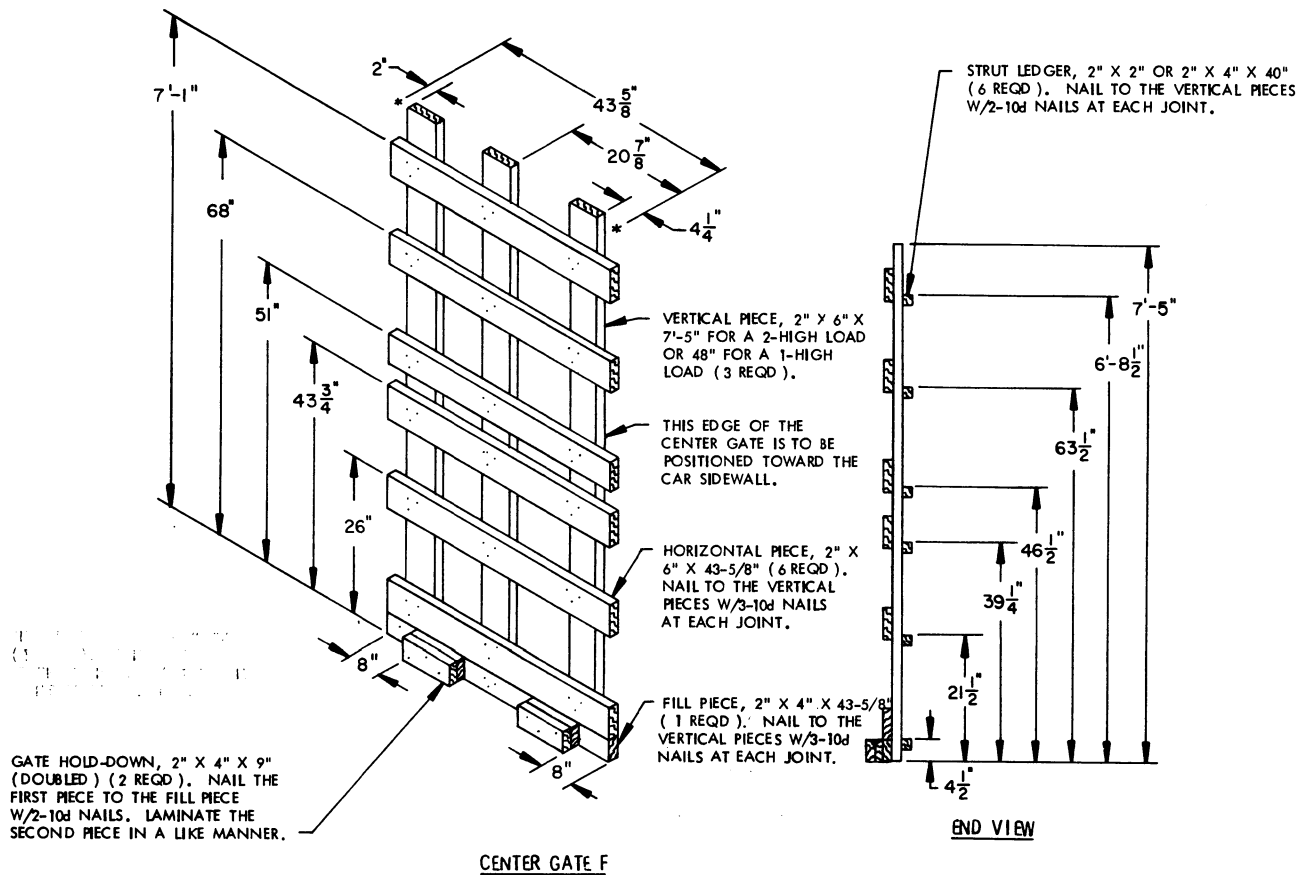 7'-1"
68"
51"
43 3/4"
26"
2"
*
43 5/8"
20 7/8"
*
4 1/4"
8"
8"
VERTICAL PIECE, 2" X 6" X
7'-5" FOR A 2-HIGH LOAD
OR 48" FOR A 1-HIGH
LOAD (3 REQD).
THIS EDGE OF THE
CENTER GATE IS TO BE
POSITIONED TOWARD THE
CAR SIDEWALL.
HORIZONTAL PIECE, 2" X
6" X 43-5/8" (6 REQD).
NAIL TO THE VERTICAL
PIECES W/3-10d NAILS
AT EACH JOINT.
FILL PIECE, 2" X 4" X 43-5/8"
(1 REQD). NAIL TO THE
VERTICAL PIECES W/3-10d
NAILS AT EACH JOINT.
GATE HOLD-DOWN, 2" X 4" X 9"
(DOUBLED) (2 REQD). NAIL THE
FIRST PIECE TO THE FILL PIECE
W/2-10d NAILS. LAMINATE THE
SECOND PIECE IN A LIKE MANNER.
CENTER GATE F
STRUT LEDGER, 2" X 2" OR 2" X 4" X 40"
(6 REQD). NAIL TO THE VERTICAL PIECES
W/2-10d NAILS AT EACH JOINT.
7'-5"
6'-8 1/2"
63 1/2"
46 1/2"
39 1/4"
21 1/2"
4 1/2"
END VIEW